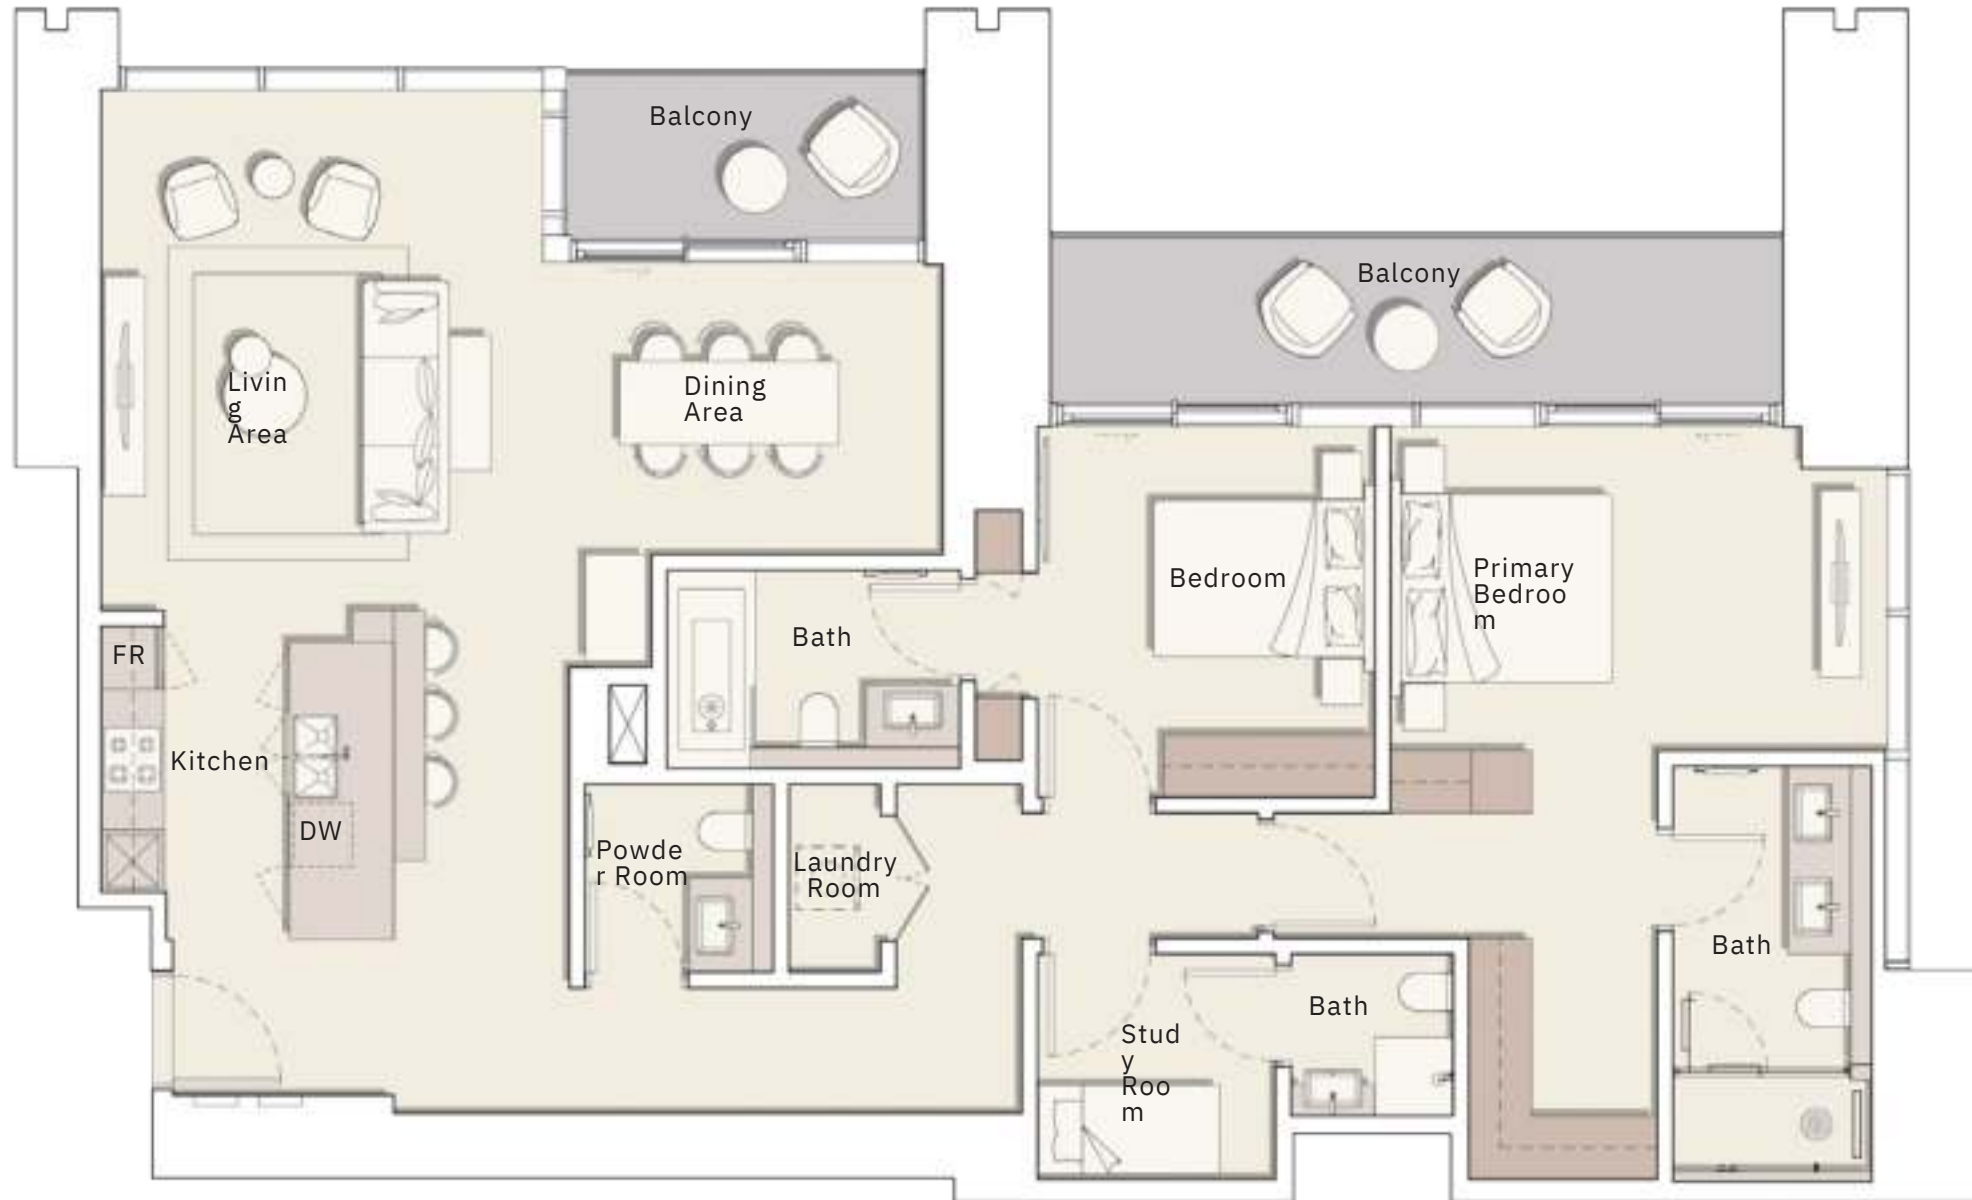 Balcony
Balcony
Livin
g
Area
Dining
Area
Bedroom
Primary
Bedroo
m
Bath
FR
Kitchen
DW
Powde
r Room
Laundry
Room
Bath
Bath
Stud
y
Roo
m